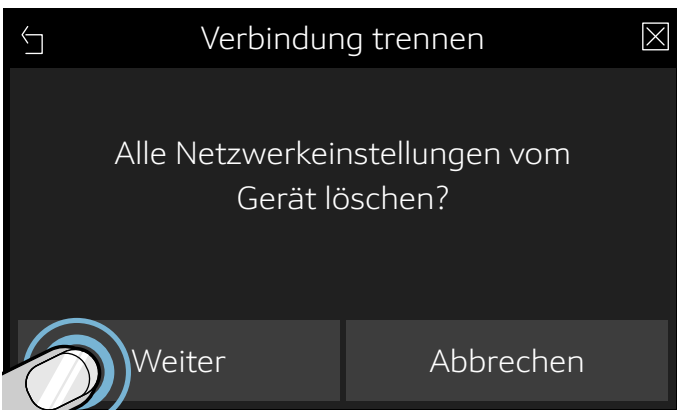 Verbindung trennen
Alle Netzwerkeinstellungen vom
Gerät löschen?
Weiter
Abbrechen